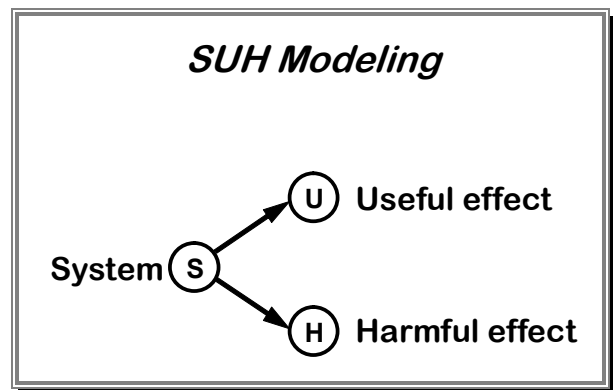 SUH Modeling
U Useful effect
System S
H Harmful effect